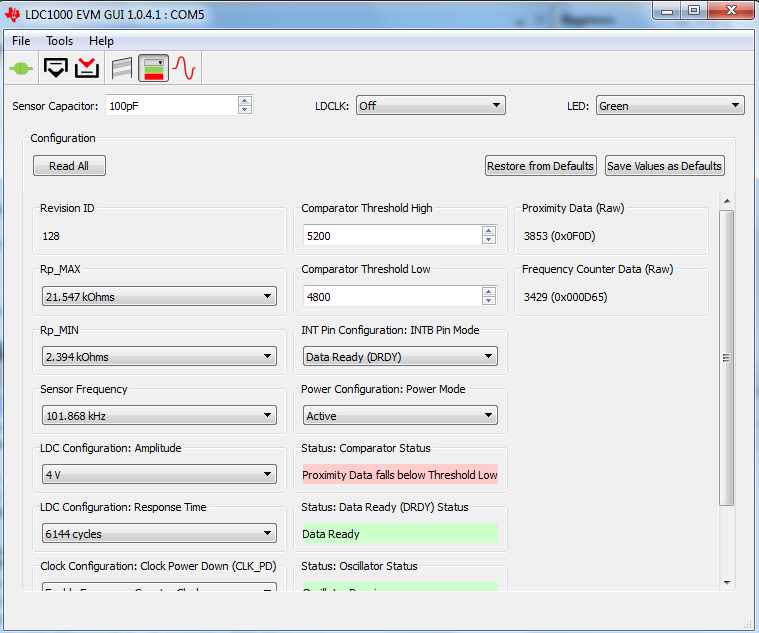 LDC1000 EVM GUI 1.0.4.1 : COM5
File Tools Help
Sensor Capacitor: 100pF LDCLK: Off LED: Green
Configuration
Read All Restore from Defaults Save Values as Defaults
Revision ID
128
Rp_MAX
21.547 kOhms
Rp_MIN
2.394 kOhms
Sensor Frequency
101.868 kHz
LDC Configuration: Amplitude
4 V
LDC Configuration: Response Time
6144 cycles
Clock Configuration: Clock Power Down (CLK_PD)
Comparator Threshold High
5200
Comparator Threshold Low
4800
INT Pin Configuration: INTB Pin Mode
Data Ready (DRDY)
Power Configuration: Power Mode
Active
Status: Comparator Status
Proximity Data falls below Threshold Low
Status: Data Ready (DRDY) Status
Data Ready
Status: Oscillator Status
Proximity Data (Raw)
3853 (0x0F0D)
Frequency Counter Data (Raw)
3429 (0x000D65)